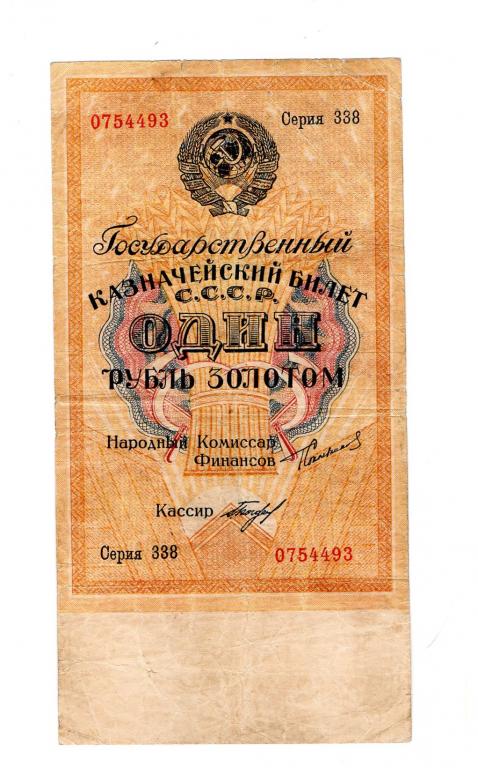 0754493 Серия 338
Государственный
КАЗНАЧЕЙСКИЙ БИЛЕТ
С.С.С.Р.
ОДИН
РУБЛЬ ЗОЛОТОМ
Народный Комиссар
Финансов
Кассир
Серия 338 0754493